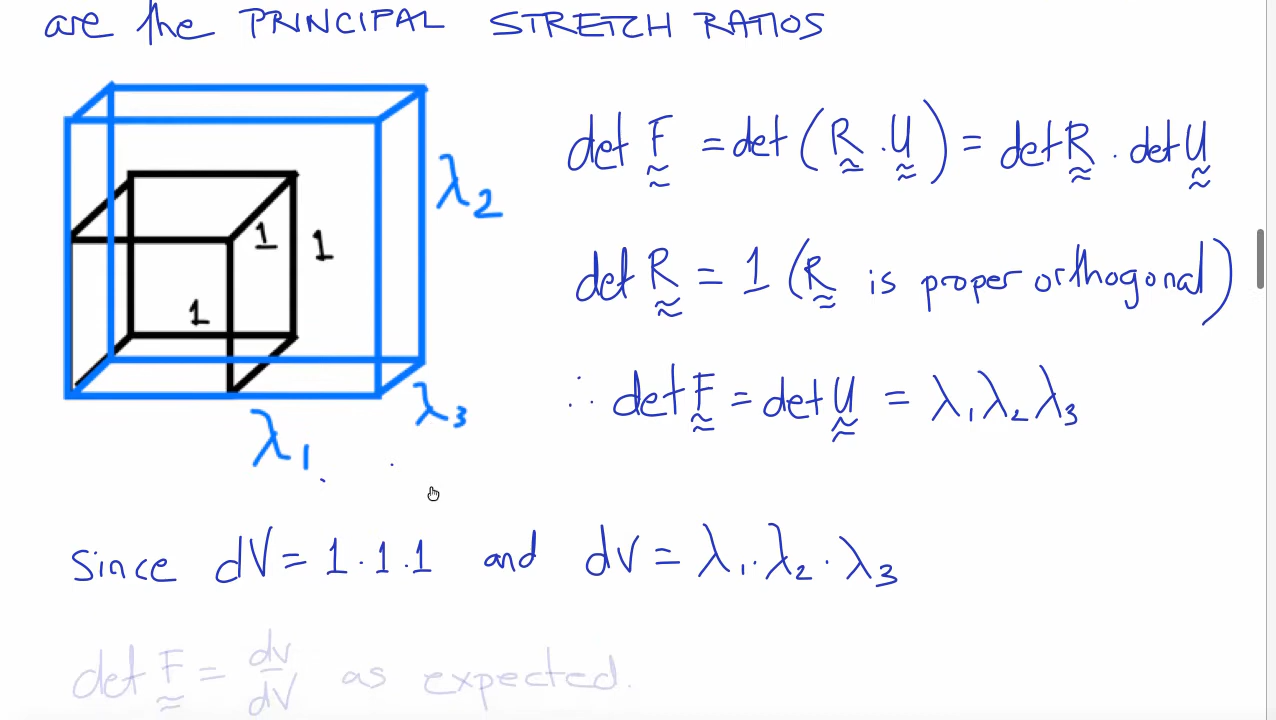 are the PRINCIPAL STRETCH RATIOS
det F = det (R . U) = det R . det U
λ2
1
1
det R = 1 (R is proper orthogonal)
1
∴ det F = det U = λ1λ2λ3
λ3
λ1
Since dV = 1.1.1 and dv = λ1.λ2.λ3
det F = dv/dV as expected.